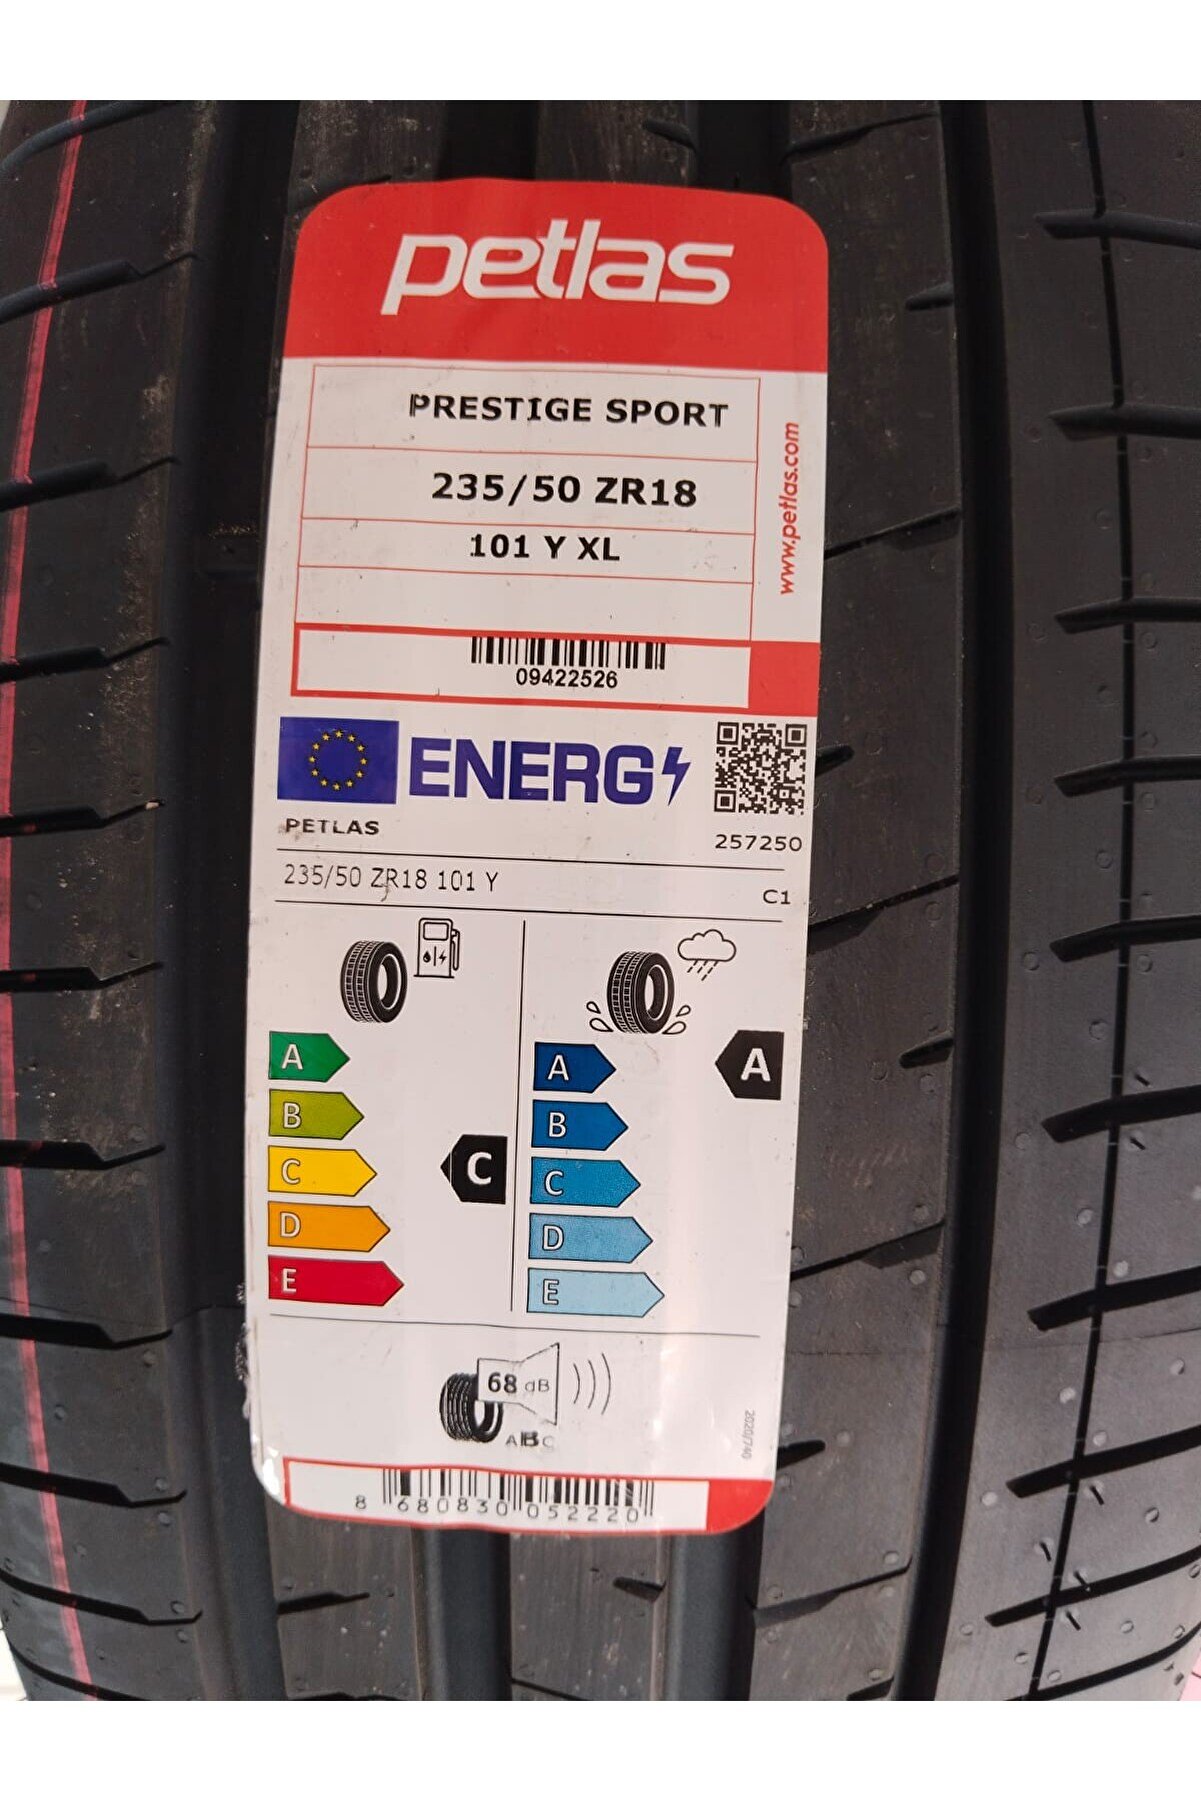 petlas
PRESTIGE SPORT
235/50 ZR18
101 Y XL
www.petlas.com
09422526
ENERG
PETLAS
257250
235/50 ZR18 101 Y
C1
A
B
C
D
E
C
A
B
C
D
E
A
68 dB
ABC
2020/740
8 680830 052220